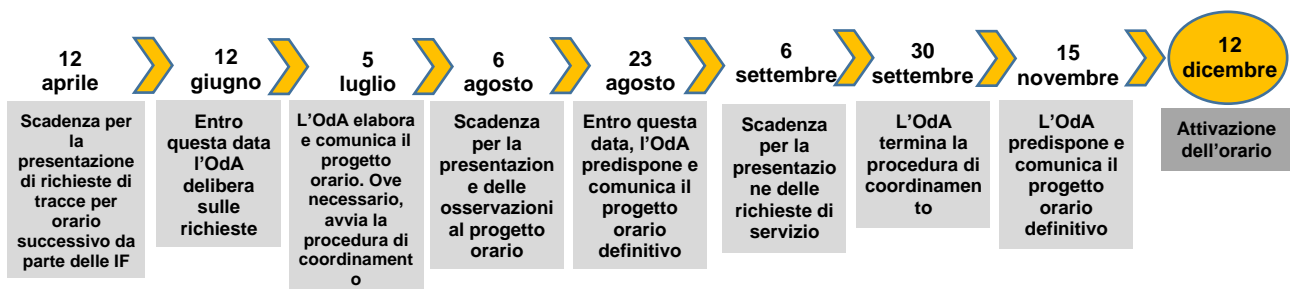 12
aprile
12
giugno
5
luglio
6
agosto
23
agosto
6
settembre
30
settembre
15
novembre
12
dicembre
Scadenza per
la
presentazione
di richieste di
tracce per
orario
successivo da
parte delle IF
Entro
questa data
l'OdA
delibera
sulle
richieste
L'OdA elabora
e comunica il
progetto
orario. Ove
necessario,
avvia la
procedura di
coordinament
o
Scadenza
per la
presentazion
e delle
osservazioni
al progetto
orario
Entro questa
data, l'OdA
predispone e
comunica il
progetto
orario
definitivo
Scadenza
per la
presentazio
ne delle
richieste di
servizio
L'OdA
termina la
procedura di
coordinamen
to
L'OdA
predispone e
comunica il
progetto
orario
definitivo
Attivazione
dell'orario